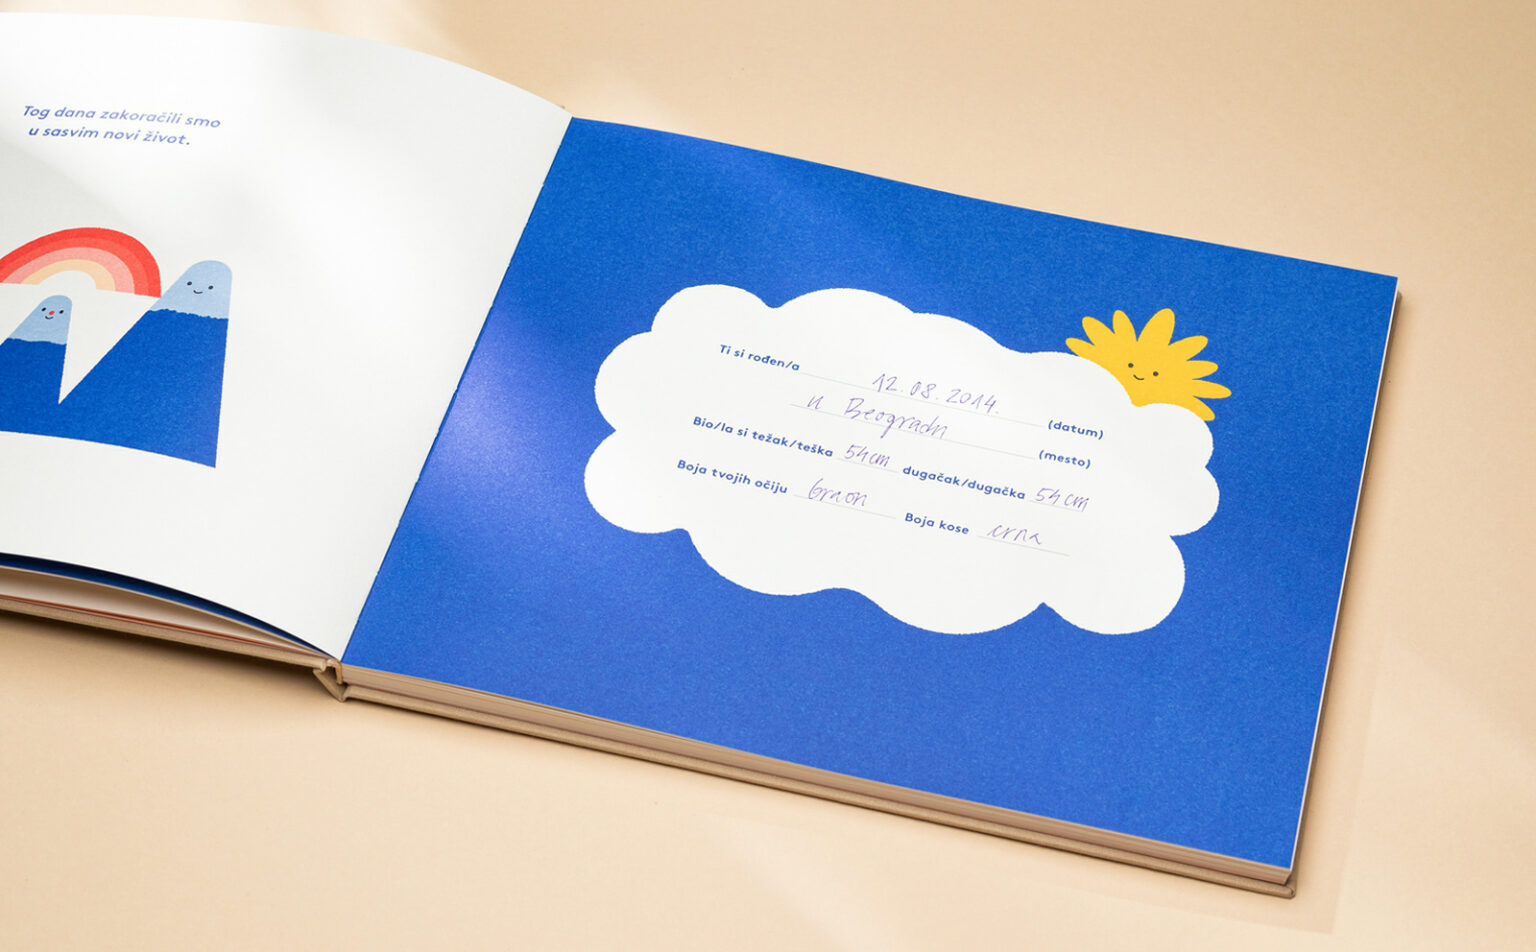 Tog dana zakoračili smo
u sasvim novi život.
Ti si rođen/a 12.08.2014. (datum)
u Beogradu (mesto)
Bio/la si težak/teška 54cm dugačak/dugačka 54cm
Boja tvojih očiju braon Boja kose crna